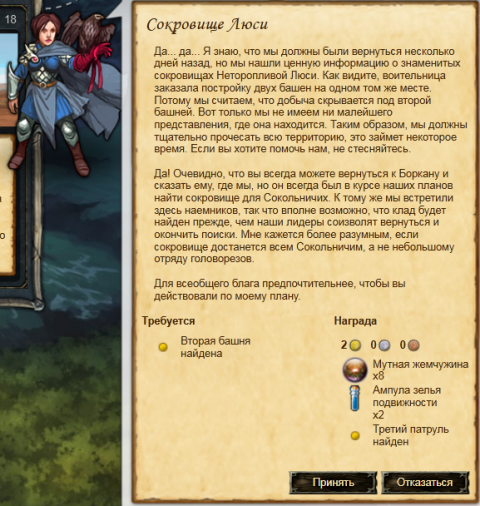 18
Сокровище Люси
Да... да... Я знаю, что мы должны были вернуться несколько
дней назад, но мы нашли ценную информацию о знаменитых
сокровищах Неторопливой Люси. Как видите, воительница
заказала постройку двух башен на одном том же месте.
Потому мы считаем, что добыча скрывается под второй
башней. Вот только мы не имеем ни малейшего
представления, где она находится. Таким образом, мы должны
тщательно прочесать всю территорию, это займет некоторое
время. Если вы хотите помочь нам, не стесняйтесь.
Да! Очевидно, что вы всегда можете вернуться к Боркану и
сказать ему, где мы, но он всегда был в курсе наших планов
найти сокровище для Сокольничих. К тому же мы встретили
здесь наемников, так что вполне возможно, что клад будет
найден прежде, чем наши лидеры соизволят вернуться и
окончить поиски. Мне кажется более разумным, если
сокровище достанется всем Сокольничим, а не небольшому
отряду головорезов.
Для всеобщего блага предпочтительнее, чтобы вы
действовали по моему плану.
Требуется
Вторая башня
найдена
Награда
2 0 0
Мутная жемчужина
x8
Ампула зелья
подвижности
x2
Третий патруль
найден
Принять Отказаться